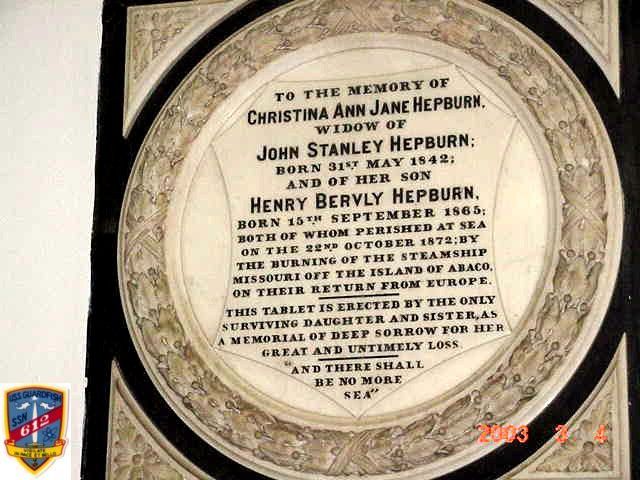 TO THE MEMORY OF
CHRISTINA ANN JANE HEPBURN,
WIDOW OF
JOHN STANLEY HEPBURN;
BORN 31ST MAY 1842;
AND OF HER SON
HENRY BERVLY HEPBURN,
BORN 15TH SEPTEMBER 1865;
BOTH OF WHOM PERISHED AT SEA
ON THE 22ND OCTOBER 1872; BY
THE BURNING OF THE STEAMSHIP
MISSOURI OFF THE ISLAND OF ABACO,
ON THEIR RETURN FROM EUROPE.
THIS TABLET IS ERECTED BY THE ONLY
SURVIVING DAUGHTER AND SISTER, AS
A MEMORIAL OF DEEP SORROW FOR HER
GREAT AND UNTIMELY LOSS
"AND THERE SHALL
BE NO MORE
SEA"
USS GUARDFISH
SSN
612
2003 3 4